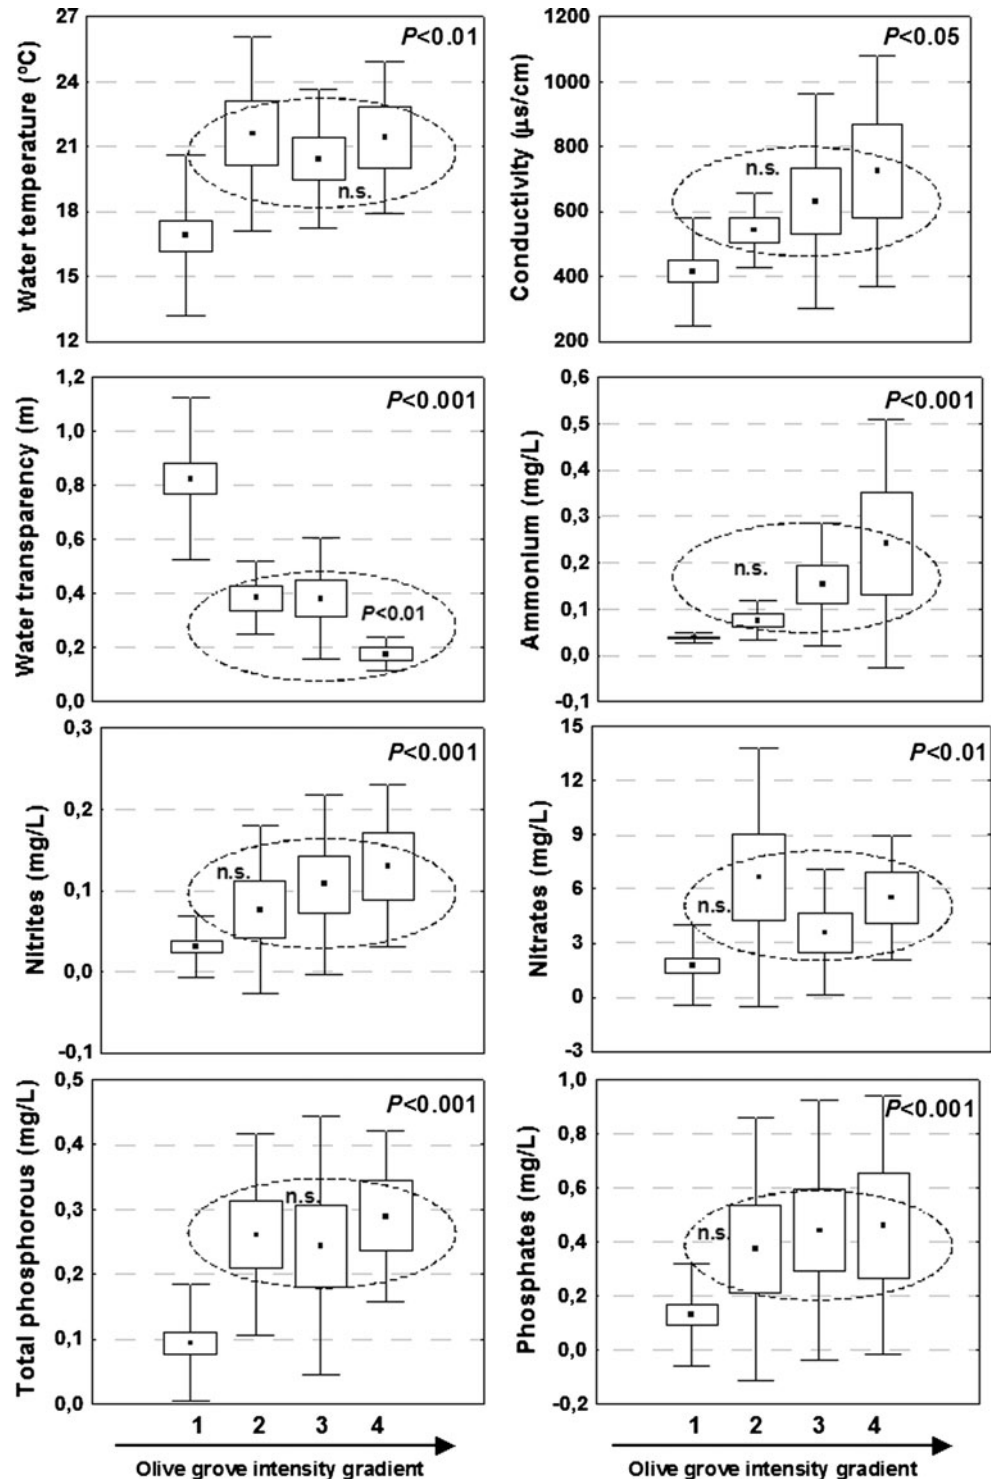 Water temperature (ºC)
27
24
21
18
15
12
P<0.01
n.s.
Conductivity (µs/cm)
1200
1000
800
600
400
200
P<0.05
n.s.
Water transparency (m)
1,2
1,0
0,8
0,6
0,4
0,2
0,0
P<0.001
P<0.01
Ammonium (mg/L)
0,6
0,5
0,4
0,3
0,2
0,1
0,0
-0,1
P<0.001
n.s.
Nitrites (mg/L)
0,3
0,2
0,1
0,0
-0,1
P<0.001
n.s.
Nitrates (mg/L)
15
12
9
6
3
0
-3
P<0.01
n.s.
Total phosphorous (mg/L)
0,5
0,4
0,3
0,2
0,1
0,0
P<0.001
n.s.
1 2 3 4
Olive grove intensity gradient
Phosphates (mg/L)
1,0
0,8
0,6
0,4
0,2
0,0
-0,2
P<0.001
n.s.
1 2 3 4
Olive grove intensity gradient